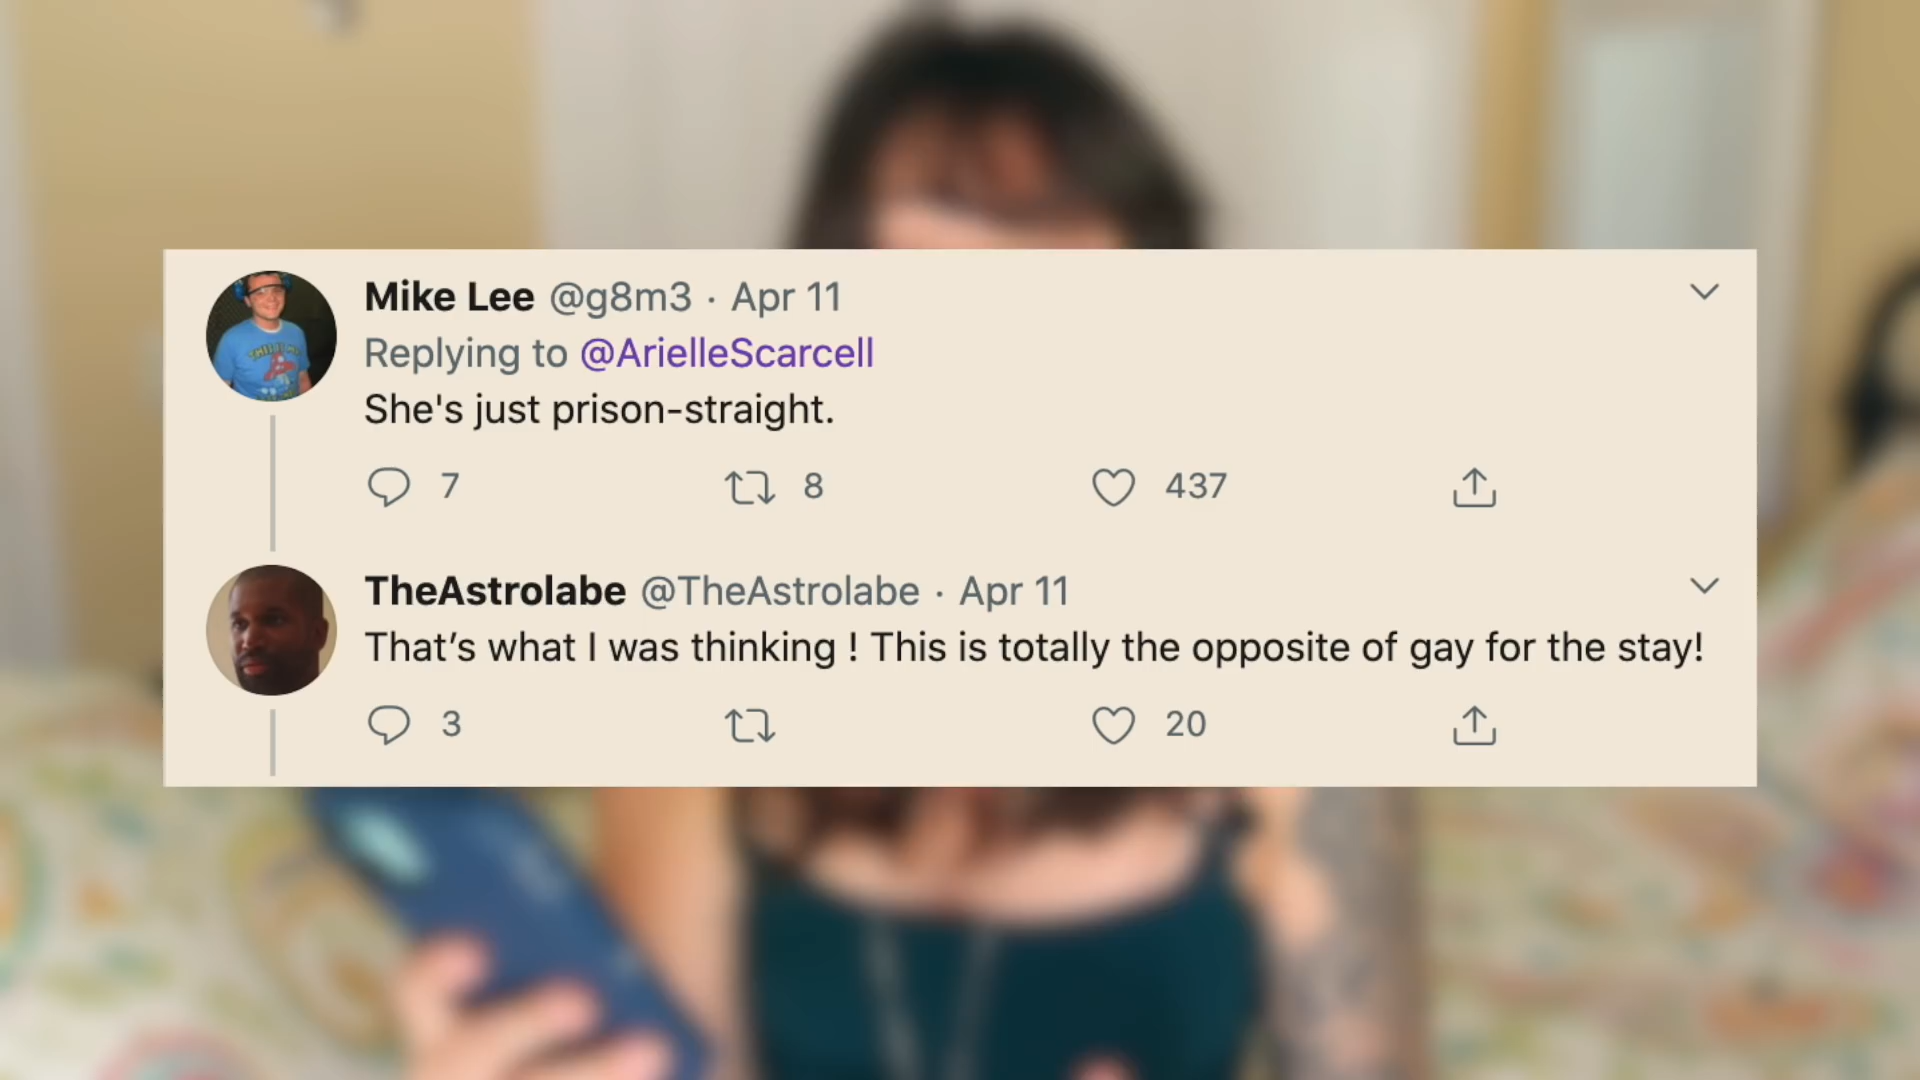 Mike Lee @g8m3 · Apr 11
Replying to @ArielleScarcell
She's just prison-straight.
7 8 437
TheAstrolabe @TheAstrolabe · Apr 11
That’s what I was thinking ! This is totally the opposite of gay for the stay!
3 20